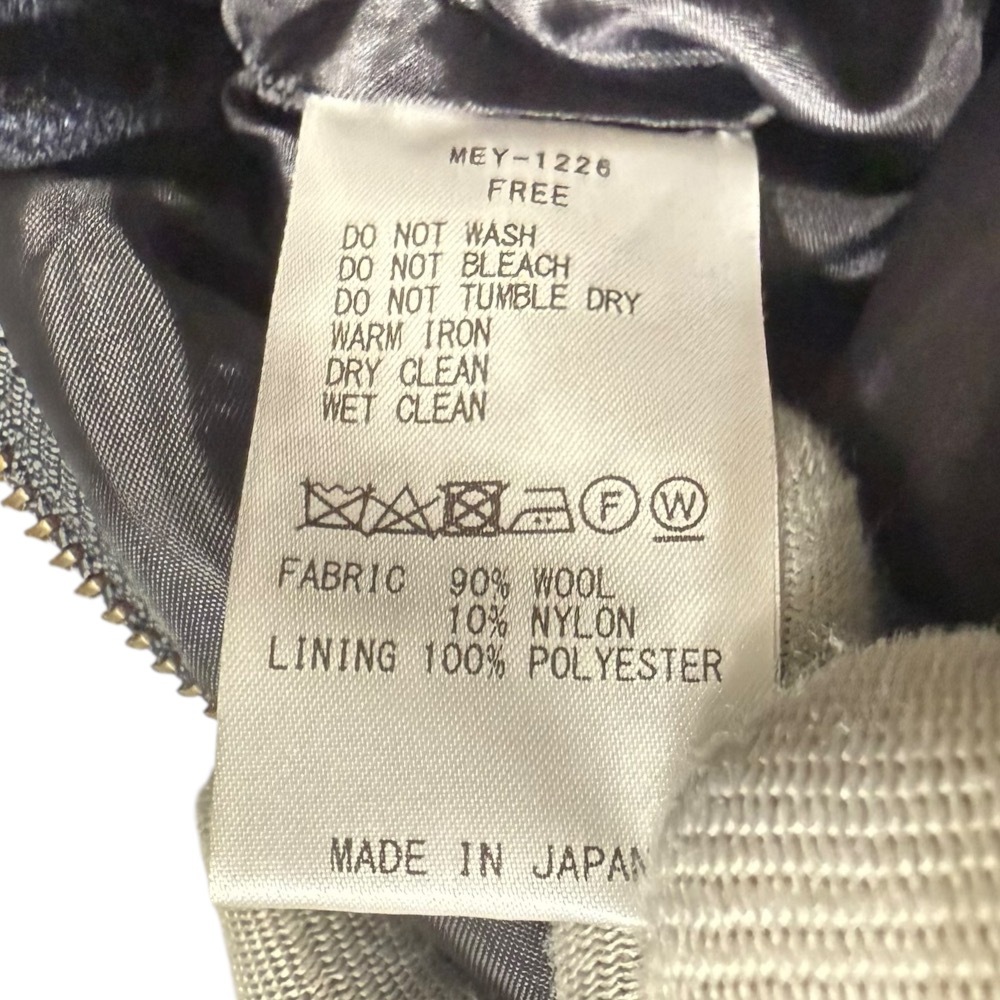 MEY-1226
FREE
DO NOT WASH
DO NOT BLEACH
DO NOT TUMBLE DRY
WARM IRON
DRY CLEAN
WET CLEAN
F W
FABRIC 90% WOOL
10% NYLON
LINING 100% POLYESTER
MADE IN JAPAN